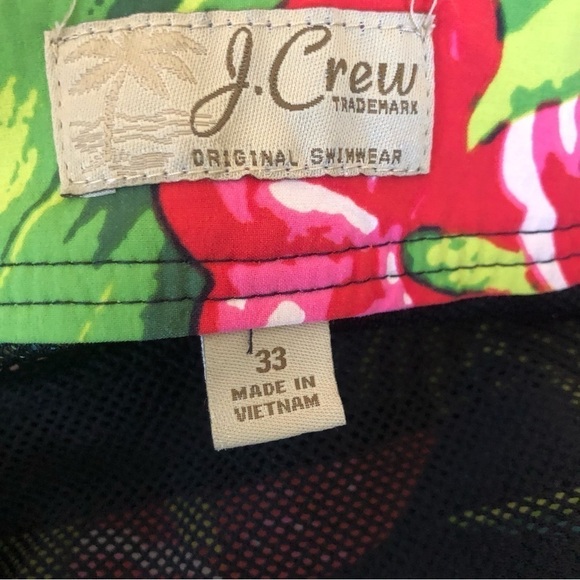 J.Crew
TRADEMARK
ORIGINAL SWIMWEAR
33
MADE IN
VIETNAM